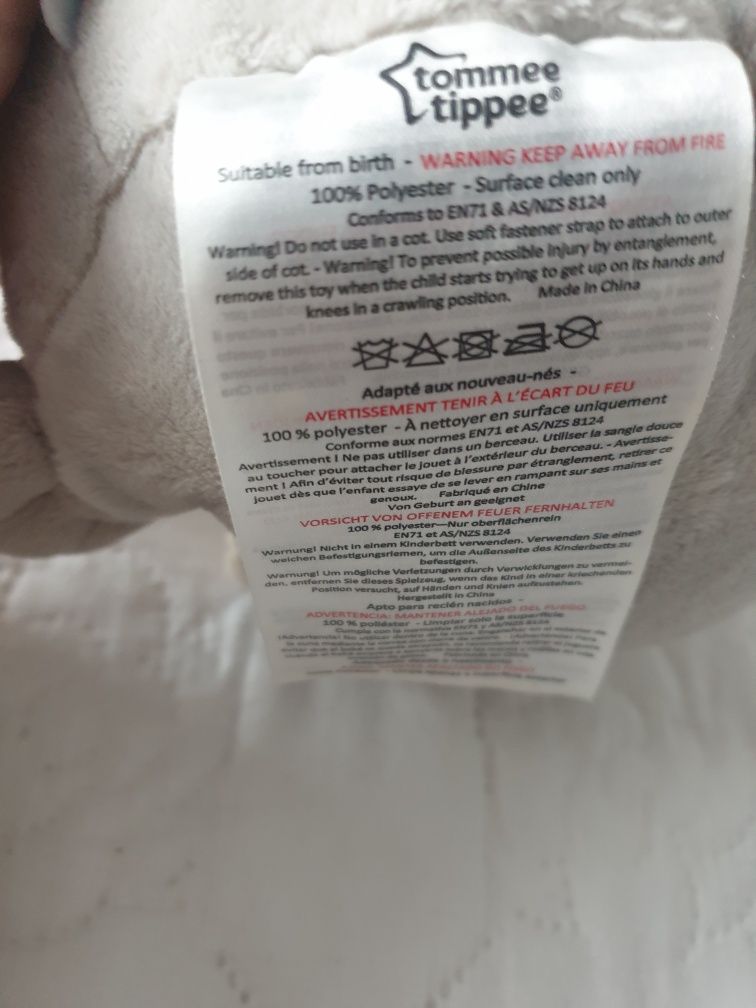 tommee
tippee®
Suitable from birth - WARNING KEEP AWAY FROM FIRE
100% Polyester - Surface clean only
Conforms to EN71 & AS/NZS 8124
Warning! Do not use in a cot. Use soft fastener strap to attach to outer
side of cot. - Warning! To prevent possible injury by entanglement,
remove this toy when the child starts trying to get up on its hands and
knees in a crawling position. Made in China
Adapté aux nouveau-nés -
AVERTISSEMENT TENIR À L'ÉCART DU FEU
100 % polyester - À nettoyer en surface uniquement
Conforme aux normes EN71 et AS/NZS 8124
Avertissement ! Ne pas utiliser dans un berceau. Utiliser la sangle douce
au toucher pour attacher le jouet à l'extérieur du berceau. - Avertisse-
ment ! Afin d'éviter tout risque de blessure par étranglement, retirer ce
jouet dès que l'enfant essaye de se lever en rampant sur ses mains et
genoux. Fabriqué en Chine
Von Geburt an geeignet
VORSICHT VON OFFENEM FEUER FERNHALTEN
100 % polyester—Nur oberflächenrein
EN71 et AS/NZS 8124
Warnung! Nicht in einem Kinderbett verwenden. Verwenden Sie einen
weichen Befestigungsriemen, um die Außenseite des Kinderbetts zu
befestigen.
Warnung! Um mögliche Verletzungen durch Verwicklungen zu vermei-
den, entfernen Sie dieses Spielzeug, wenn das Kind in einer kriechenden
Position versucht, auf Händen und Knien aufzustehen.
Hergestellt in China
Apto para recién nacidos -
ADVERTENCIA: MANTENER ALEJADO DEL FUEGO
100 % poliéster - Limpiar solo la superficie
Cumple con la normativa EN71 y AS/NZS 8124